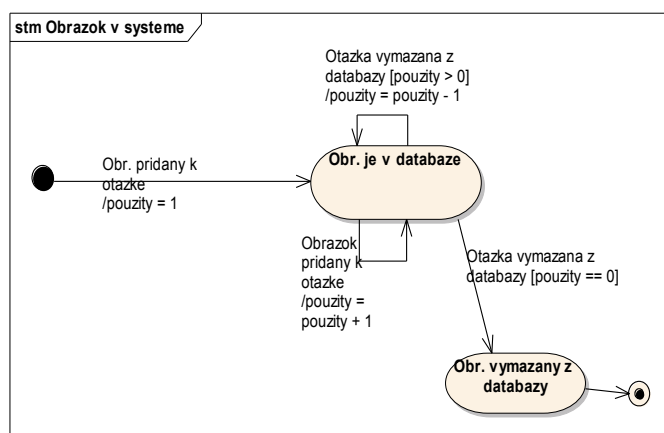 stm Obrazok v systeme
Otazka vymazana z
databazy [pouzity > 0]
/pouzity = pouzity - 1
Obr. je v databaze
Obr. pridany k
otazke
/pouzity = 1
Obrazok
pridany k
otazke
/pouzity =
pouzity + 1
Otazka vymazana z
databazy [pouzity == 0]
Obr. vymazany z
databazy